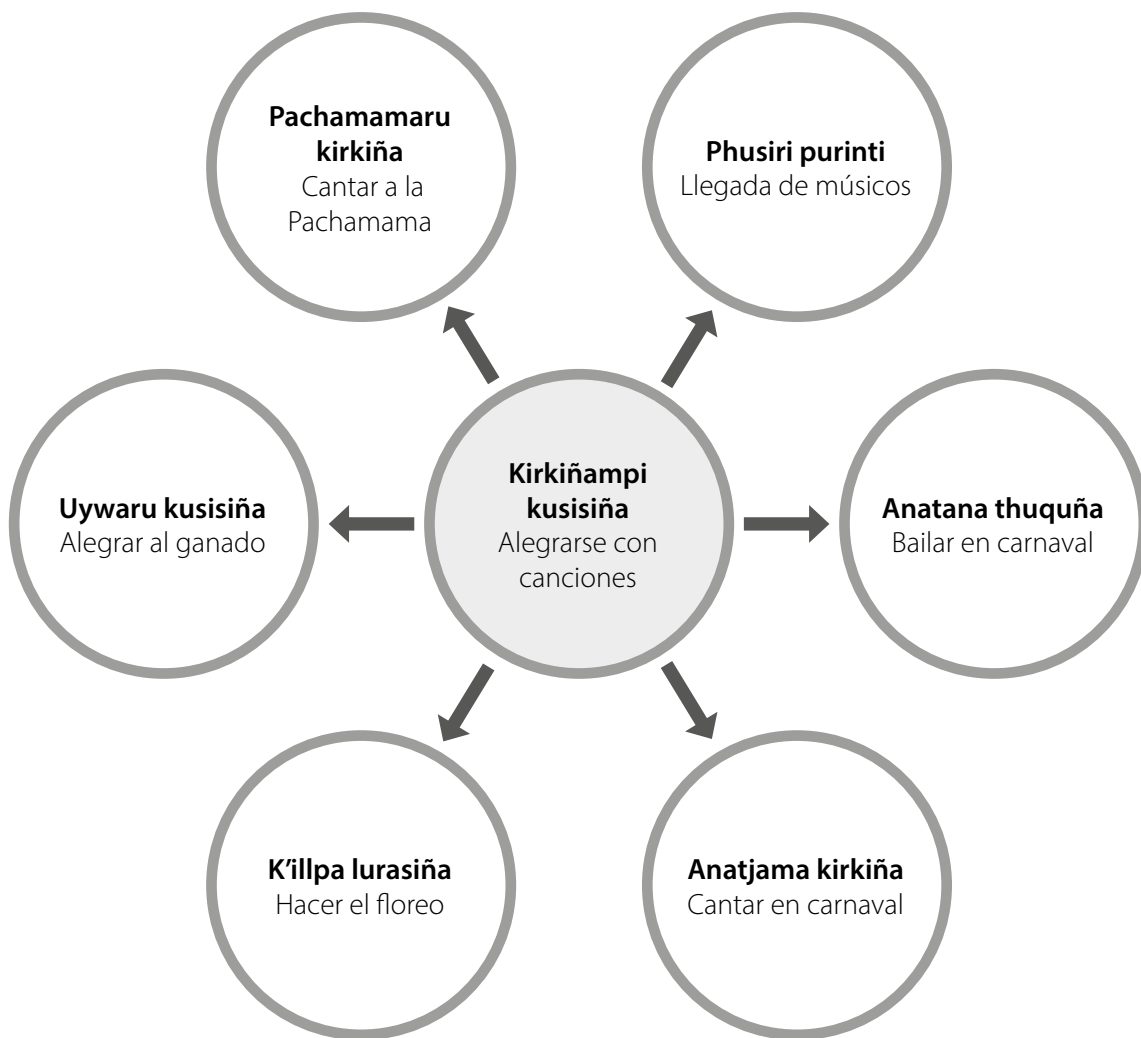 Pachamamaru
kirkiña
Cantar a la
Pachamama
Phusiri purinti
Llegada de músicos
Uywaru kusisiña
Alegrar al ganado
Kirkiñampi
kusisiña
Alegrarse con
canciones
Anatana thuquña
Bailar en carnaval
K’illpa lurasiña
Hacer el floreo
Anatjama kirkiña
Cantar en carnaval